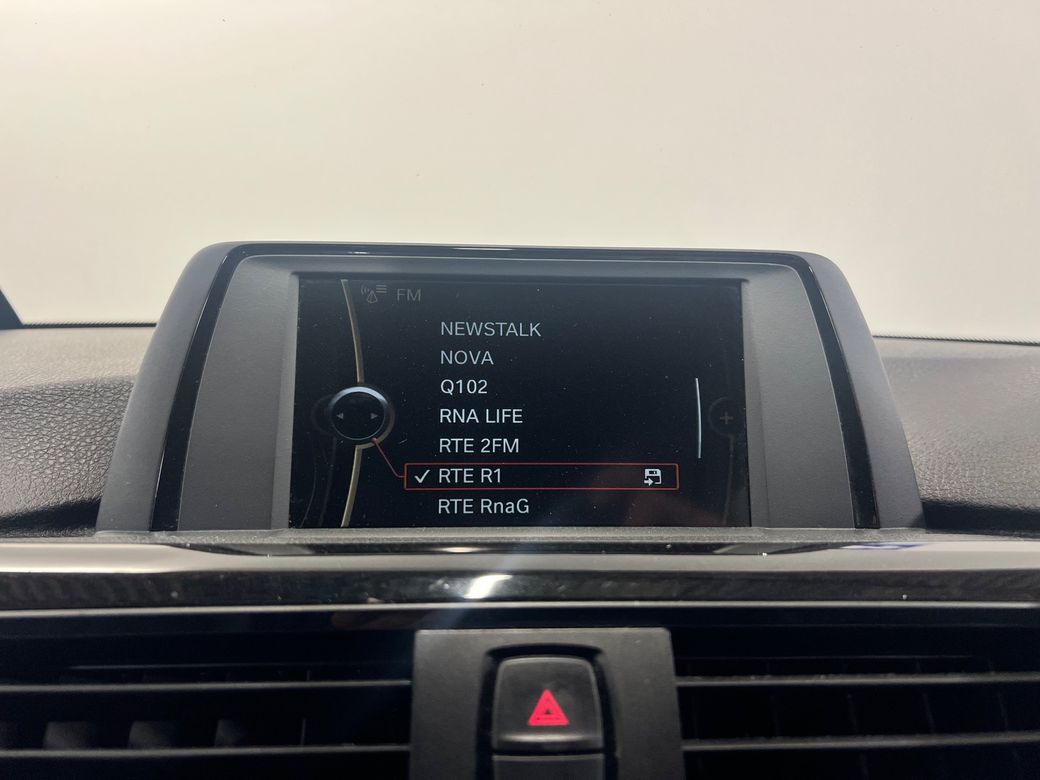 FM
NEWSTALK
NOVA
Q102
RNA LIFE
RTE 2FM
RTE R1
RTE RnaG